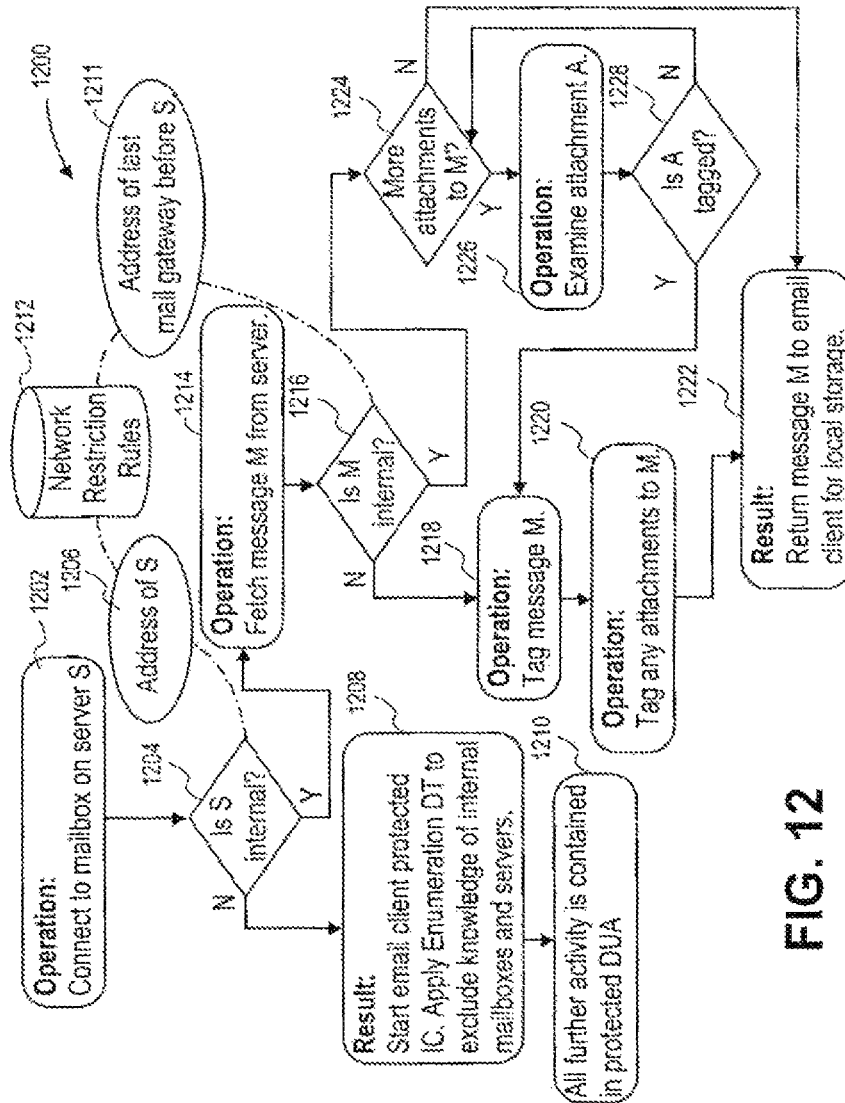 1200
1202
Operation:
Connect to mailbox on server S
1204
Is S
internal?
N
Y
1206
Address of S
1212
Network
Restriction
Rules
1211
Address of last
mail gateway before S
1208
Result:
Start email client protected
IC. Apply Enumeration DT to
exclude knowledge of internal
mailboxes and servers.
1210
All further activity is contained
in protected DUA
1214
Operation:
Fetch message M from server.
1216
Is M
internal?
N
Y
1218
Operation:
Tag message M.
1220
Operation:
Tag any attachments to M.
1224
More
attachments
to M?
N
Y
1226
Operation:
Examine attachment A.
1228
Is A
tagged?
N
Y
1222
Result:
Return message M to email
client for local storage.
FIG. 12